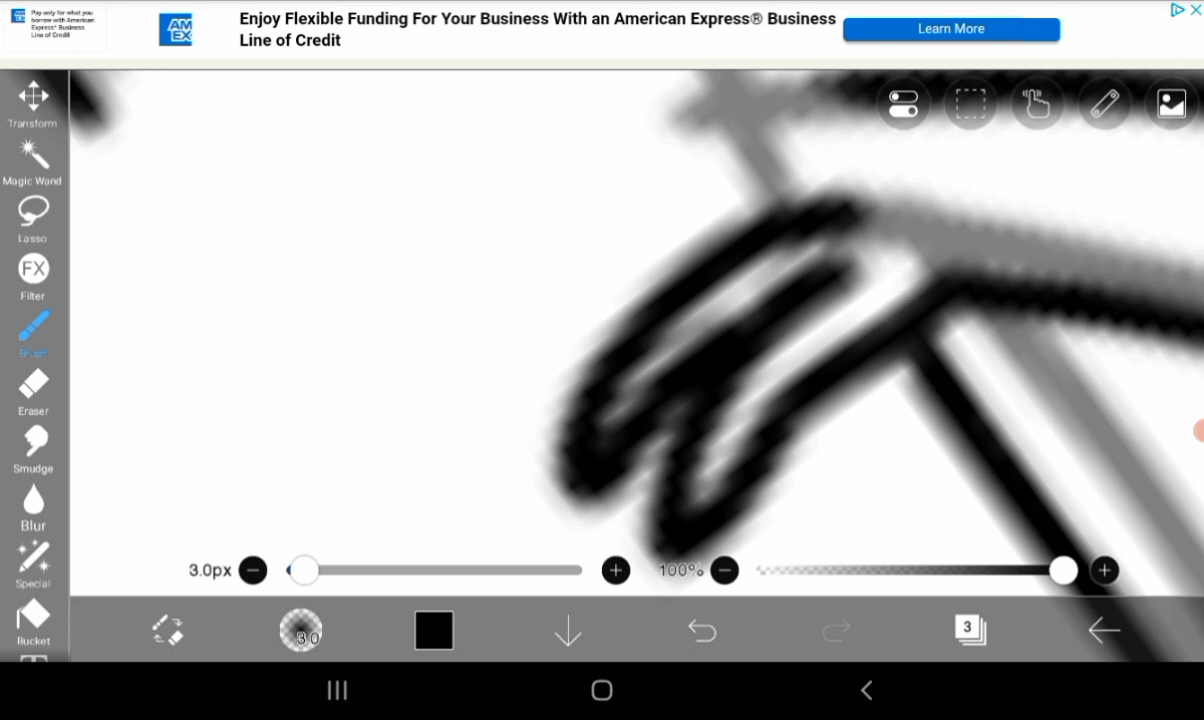 Pay only for what you
borrow with American
Express® Business
Line of Credit
AM
EX
Enjoy Flexible Funding For Your Business With an American Express® Business
Line of Credit
Learn More
Transform
Magic Wand
Lasso
FX
Filter
Brush
Eraser
Smudge
Blur
Special
Bucket
3.0px
100%
3.0
3